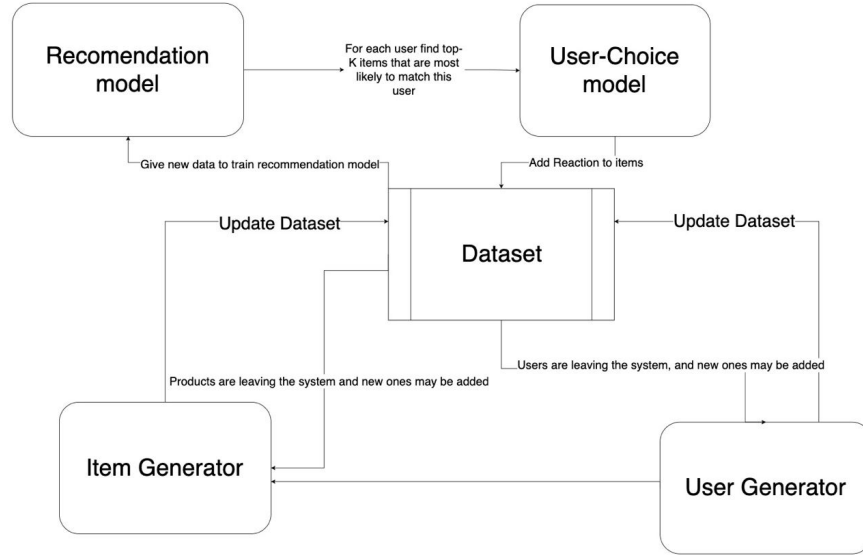 Recomendation
model
For each user find top-
K items that are most
likely to match this
user
User-Choice
model
Give new data to train recommendation model
Add Reaction to items
Update Dataset
Dataset
Update Dataset
Products are leaving the system and new ones may be added
Users are leaving the system, and new ones may be added
Item Generator
User Generator